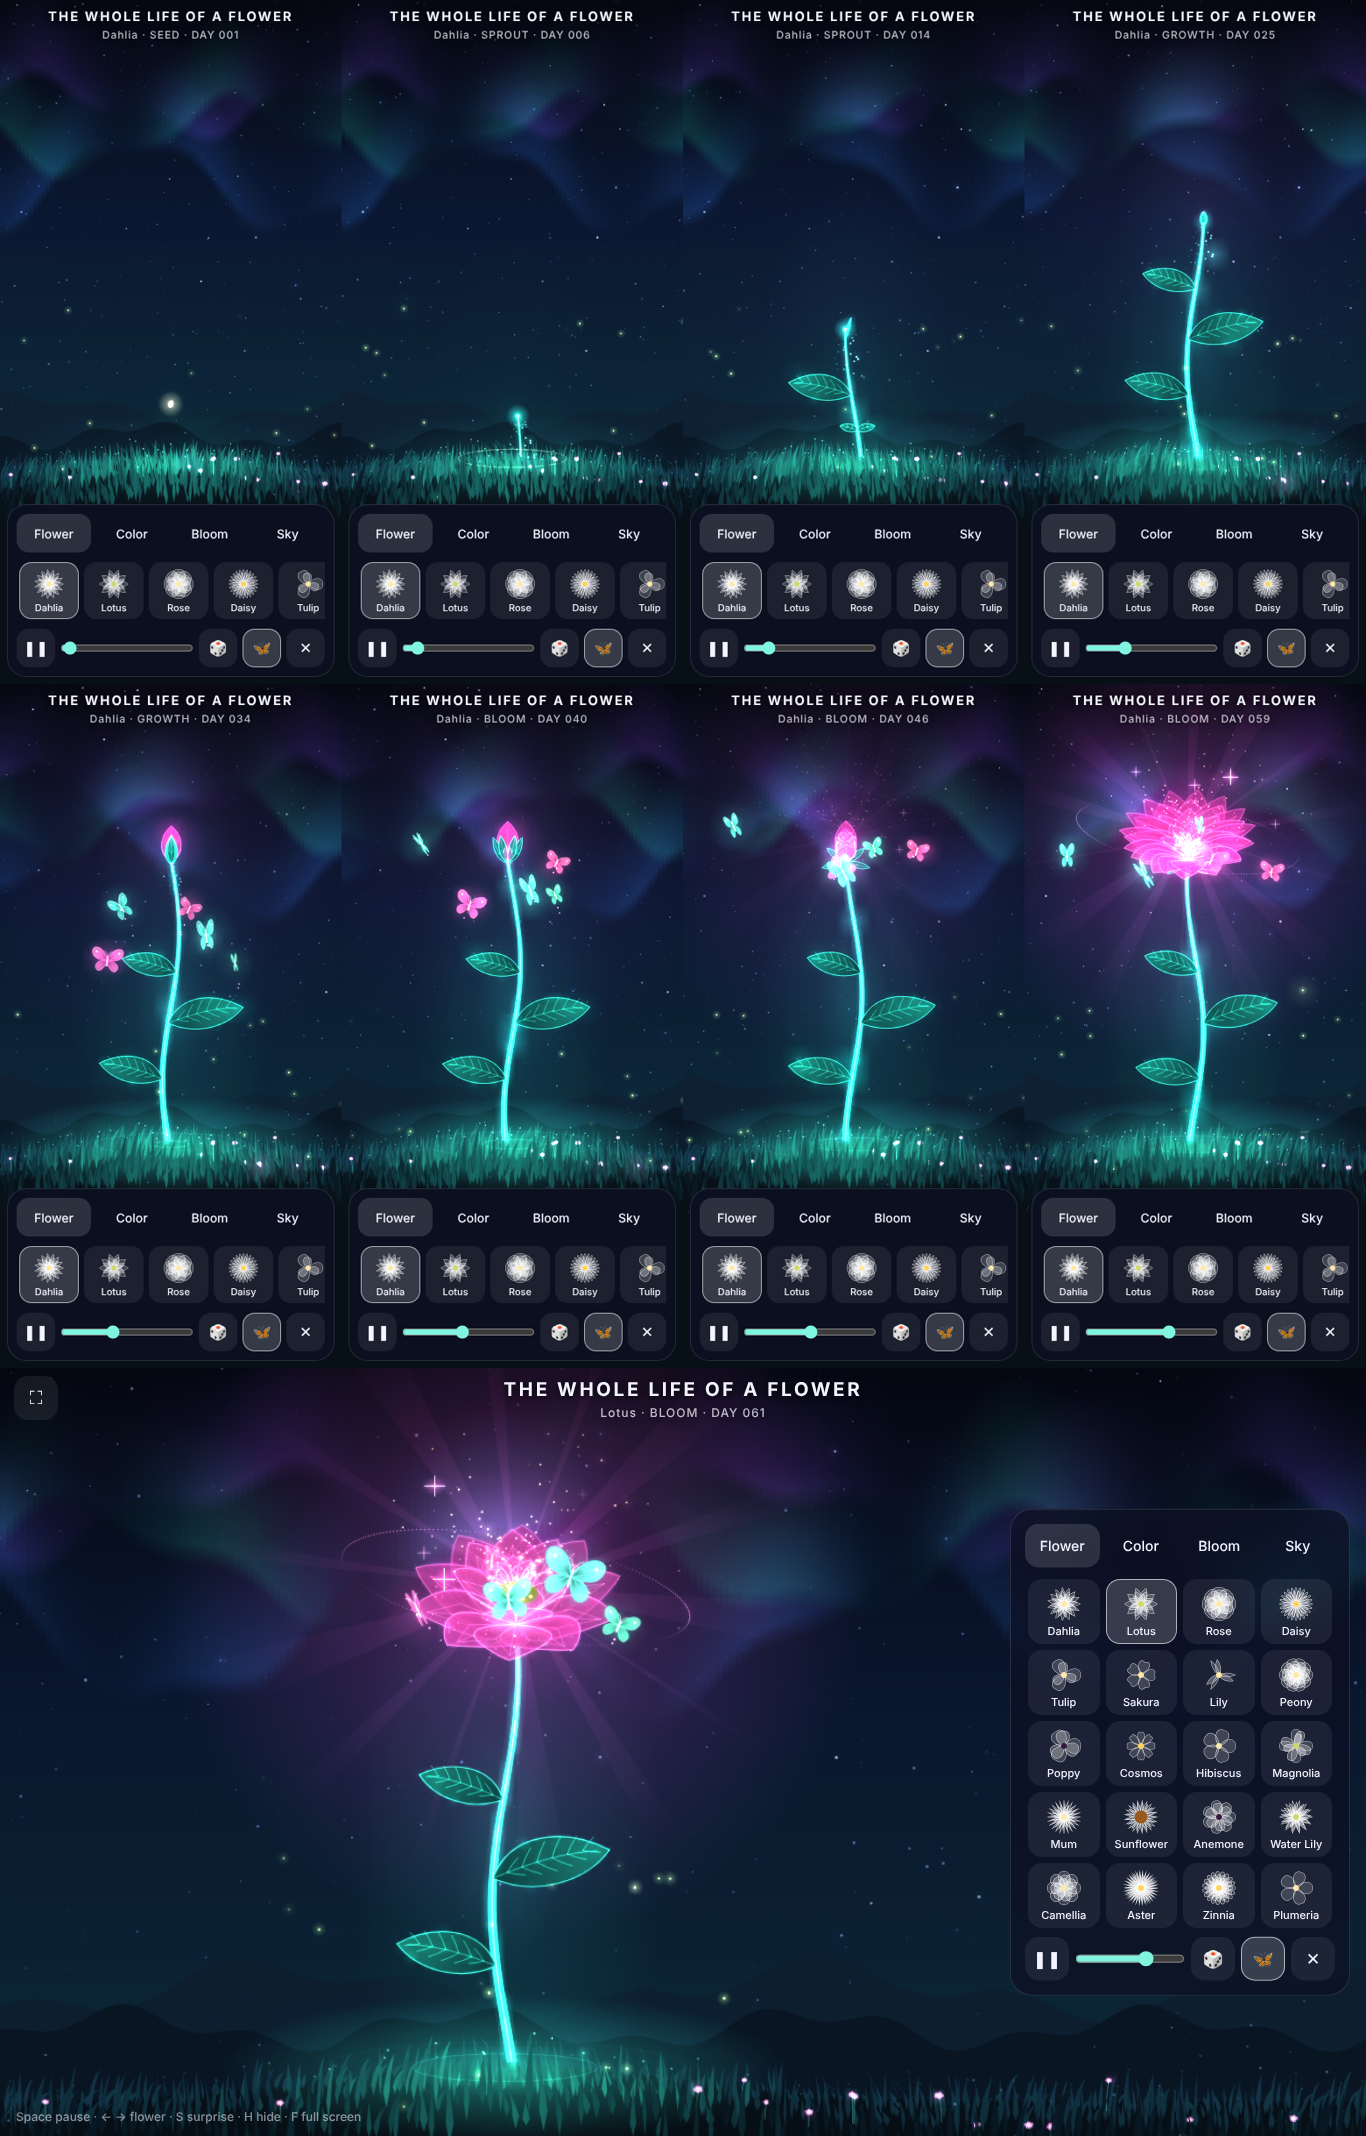 THE WHOLE LIFE OF A FLOWER
Dahlia · SEED · DAY 001
Flower Color Bloom Sky
Dahlia Lotus Rose Daisy Tulip
THE WHOLE LIFE OF A FLOWER
Dahlia · SPROUT · DAY 006
Flower Color Bloom Sky
Dahlia Lotus Rose Daisy Tulip
THE WHOLE LIFE OF A FLOWER
Dahlia · SPROUT · DAY 014
Flower Color Bloom Sky
Dahlia Lotus Rose Daisy Tulip
THE WHOLE LIFE OF A FLOWER
Dahlia · GROWTH · DAY 025
Flower Color Bloom Sky
Dahlia Lotus Rose Daisy Tulip
THE WHOLE LIFE OF A FLOWER
Dahlia · GROWTH · DAY 034
Flower Color Bloom Sky
Dahlia Lotus Rose Daisy Tulip
THE WHOLE LIFE OF A FLOWER
Dahlia · BLOOM · DAY 040
Flower Color Bloom Sky
Dahlia Lotus Rose Daisy Tulip
THE WHOLE LIFE OF A FLOWER
Dahlia · BLOOM · DAY 046
Flower Color Bloom Sky
Dahlia Lotus Rose Daisy Tulip
THE WHOLE LIFE OF A FLOWER
Dahlia · BLOOM · DAY 059
Flower Color Bloom Sky
Dahlia Lotus Rose Daisy Tulip
THE WHOLE LIFE OF A FLOWER
Lotus · BLOOM · DAY 061
Flower Color Bloom Sky
Dahlia Lotus Rose Daisy
Tulip Sakura Lily Peony
Poppy Cosmos Hibiscus Magnolia
Mum Sunflower Anemone Water Lily
Camellia Aster Zinnia Plumeria
Space pause · ← → flower · S surprise · H hide · F full screen